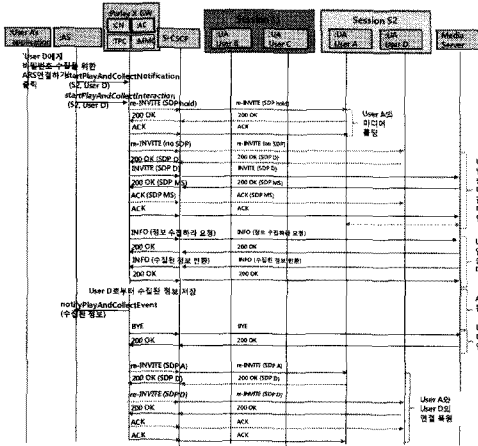 User A's
application
AS
Parlay X GW
CN
AC
TPC
AMM
S-CSCF
Session S1
UA
User B
UA
User C
Session S2
UA
User A
UA
User D
Media
Server
'User D에게
비밀번호 수집을 위한
ARS연결하기'
클릭
startPlayAndCollectNotification
(S2, User D)
startPlayAndCollectInteraction
(S2, User D)
re-INVITE (SDP hold)
re-INVITE (SDP hold)
200 OK
200 OK
ACK
ACK
User A의
미디어
홀딩
re-INVITE (no SDP)
re-INVITE (no SDP)
200 OK (SDP D)
200 OK (SDP D)
INVITE (SDP D)
INVITE (SDP D)
200 OK (SDP MS)
200 OK (SDP MS)
ACK (SDP MS)
ACK (SDP MS)
ACK
ACK
INFO (정보 수집하라 요청)
INFO (정보 수집하라 요청)
200 OK
200 OK
INFO (수집된 정보 반환)
INFO (수집된 정보 반환)
200 OK
200 OK
User D로부터 수집된 정보 저장
notifyPlayAndCollectEvent
(수집된 정보)
BYE
BYE
200 OK
200 OK
re-INVITE (SDP A)
re-INVITE (SDP A)
200 OK (SDP D)
200 OK (SDP D)
re-INVITE (SDP D)
re-INVITE (SDP D)
200 OK
200 OK
ACK
ACK
ACK
ACK
User A와
User D의
연결 복원